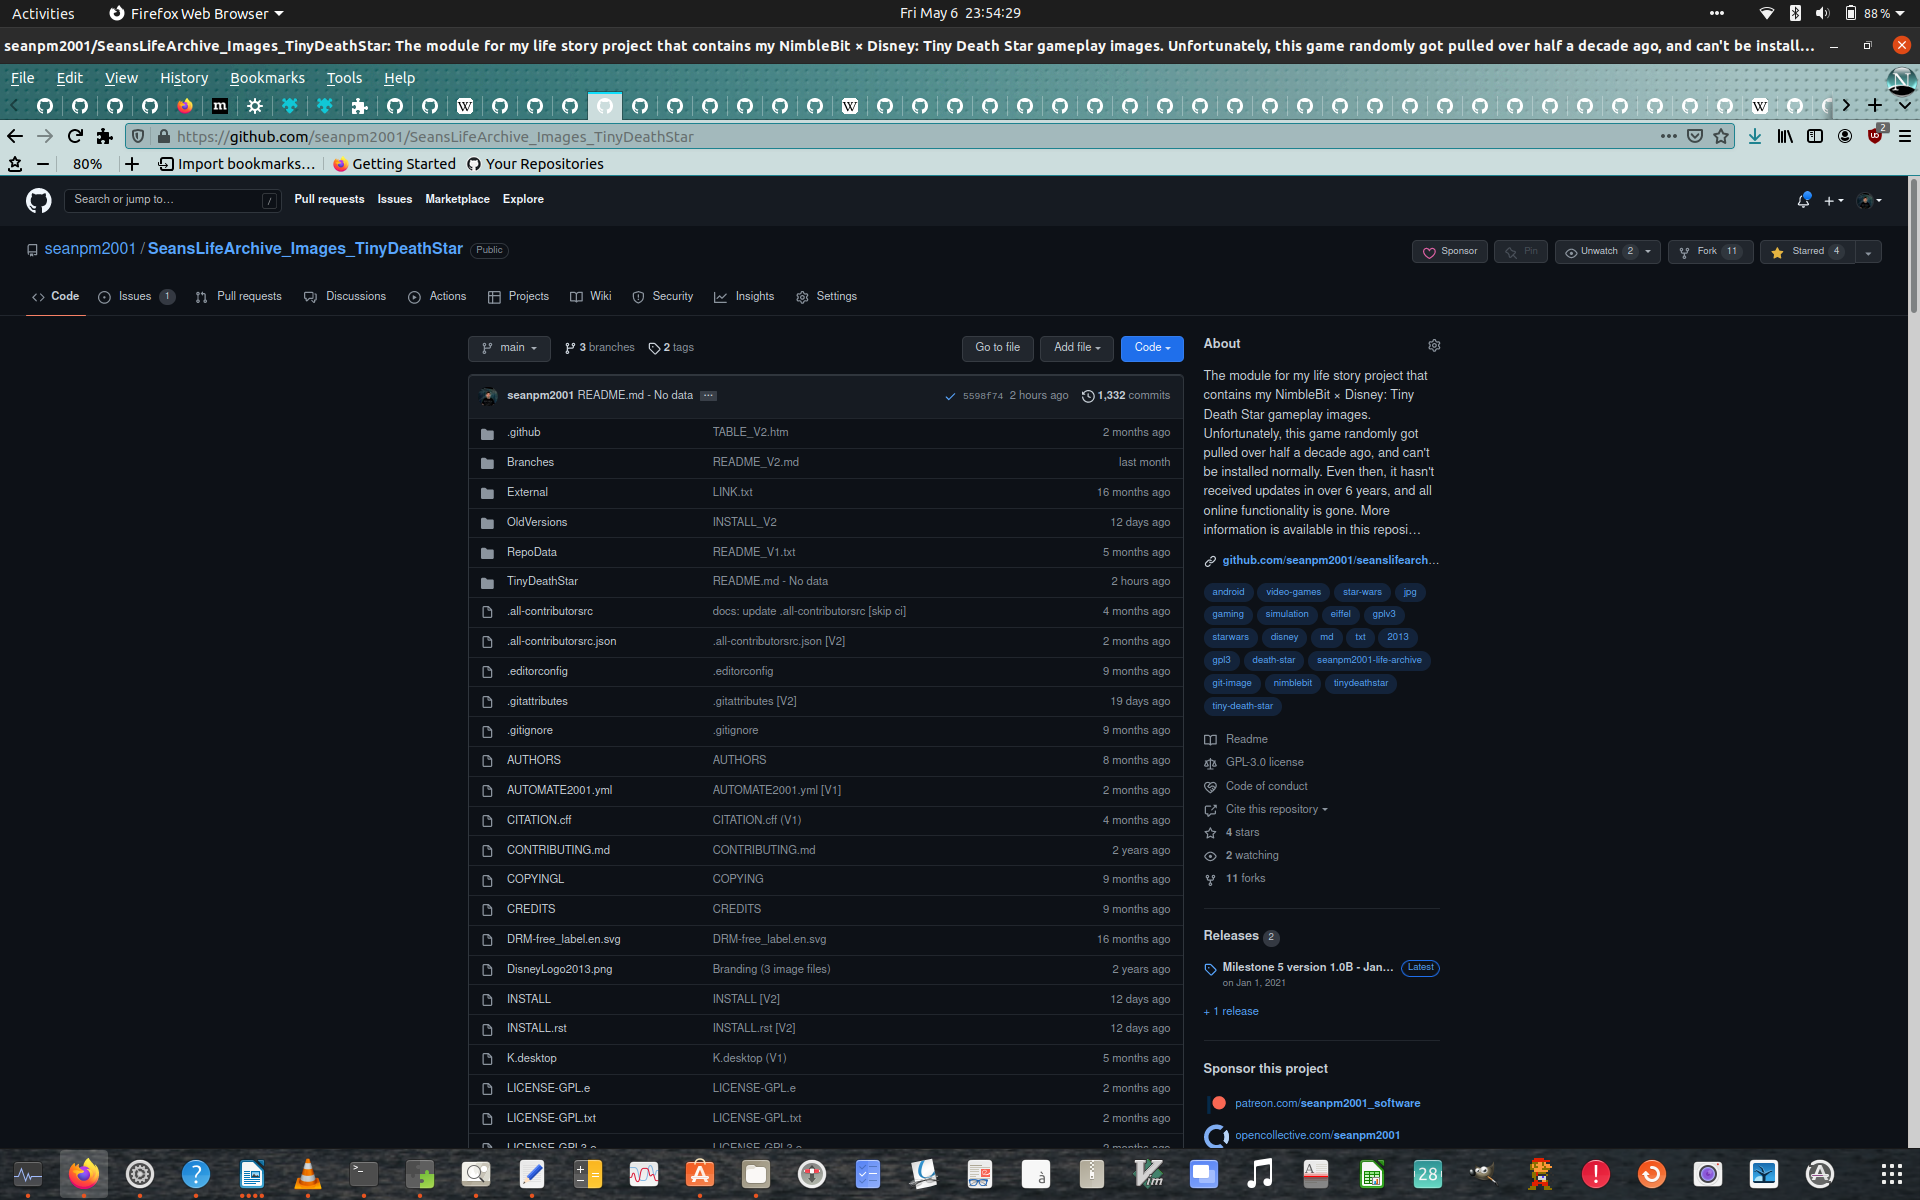 Activities
Firefox Web Browser
Fri May 6 23:54:29
88 %
seanpm2001/SeansLifeArchive_Images_TinyDeathStar: The module for my life story project that contains my NimbleBit × Disney: Tiny Death Star gameplay images. Unfortunately, this game randomly got pulled over half a decade ago, and can't be install…
File Edit View History Bookmarks Tools Help
https://github.com/seanpm2001/SeansLifeArchive_Images_TinyDeathStar
2
80%
Import bookmarks…
Getting Started
Your Repositories
Search or jump to…
/
Pull requests Issues Marketplace Explore
seanpm2001 / SeansLifeArchive_Images_TinyDeathStar
Public
Sponsor
Pin
Unwatch 2
Fork 11
Starred 4
Code
Issues 1
Pull requests
Discussions
Actions
Projects
Wiki
Security
Insights
Settings
main
3 branches
2 tags
Go to file
Add file
Code
seanpm2001 README.md - No data
5598f74 2 hours ago
1,332 commits
.github TABLE_V2.htm 2 months ago
Branches README_V2.md last month
External LINK.txt 16 months ago
OldVersions INSTALL_V2 12 days ago
RepoData README_V1.txt 5 months ago
TinyDeathStar README.md - No data 2 hours ago
.all-contributorsrc docs: update .all-contributorsrc [skip ci] 4 months ago
.all-contributorsrc.json .all-contributorsrc.json [V2] 2 months ago
.editorconfig .editorconfig 9 months ago
.gitattributes .gitattributes [V2] 19 days ago
.gitignore .gitignore 9 months ago
AUTHORS AUTHORS 8 months ago
AUTOMATE2001.yml AUTOMATE2001.yml [V1] 2 months ago
CITATION.cff CITATION.cff (V1) 4 months ago
CONTRIBUTING.md CONTRIBUTING.md 2 years ago
COPYINGL COPYING 9 months ago
CREDITS CREDITS 9 months ago
DRM-free_label.en.svg DRM-free_label.en.svg 16 months ago
DisneyLogo2013.png Branding (3 image files) 2 years ago
INSTALL INSTALL [V2] 12 days ago
INSTALL.rst INSTALL.rst [V2] 12 days ago
K.desktop K.desktop (V1) 5 months ago
LICENSE-GPL.e LICENSE-GPL.e 2 months ago
LICENSE-GPL.txt LICENSE-GPL.txt 2 months ago
About
The module for my life story project that
contains my NimbleBit × Disney: Tiny
Death Star gameplay images.
Unfortunately, this game randomly got
pulled over half a decade ago, and can't
be installed normally. Even then, it hasn't
received updates in over 6 years, and all
online functionality is gone. More
information is available in this reposi…
github.com/seanpm2001/seanslifearch…
android video-games star-wars jpg
gaming simulation eiffel gplv3
starwars disney md txt 2013
gpl3 death-star seanpm2001-life-archive
git-image nimblebit tinydeathstar
tiny-death-star
Readme
GPL-3.0 license
Code of conduct
Cite this repository
4 stars
2 watching
11 forks
Releases 2
Milestone 5 version 1.0B - Jan… Latest
on Jan 1, 2021
+ 1 release
Sponsor this project
patreon.com/seanpm2001_software
opencollective.com/seanpm2001
28